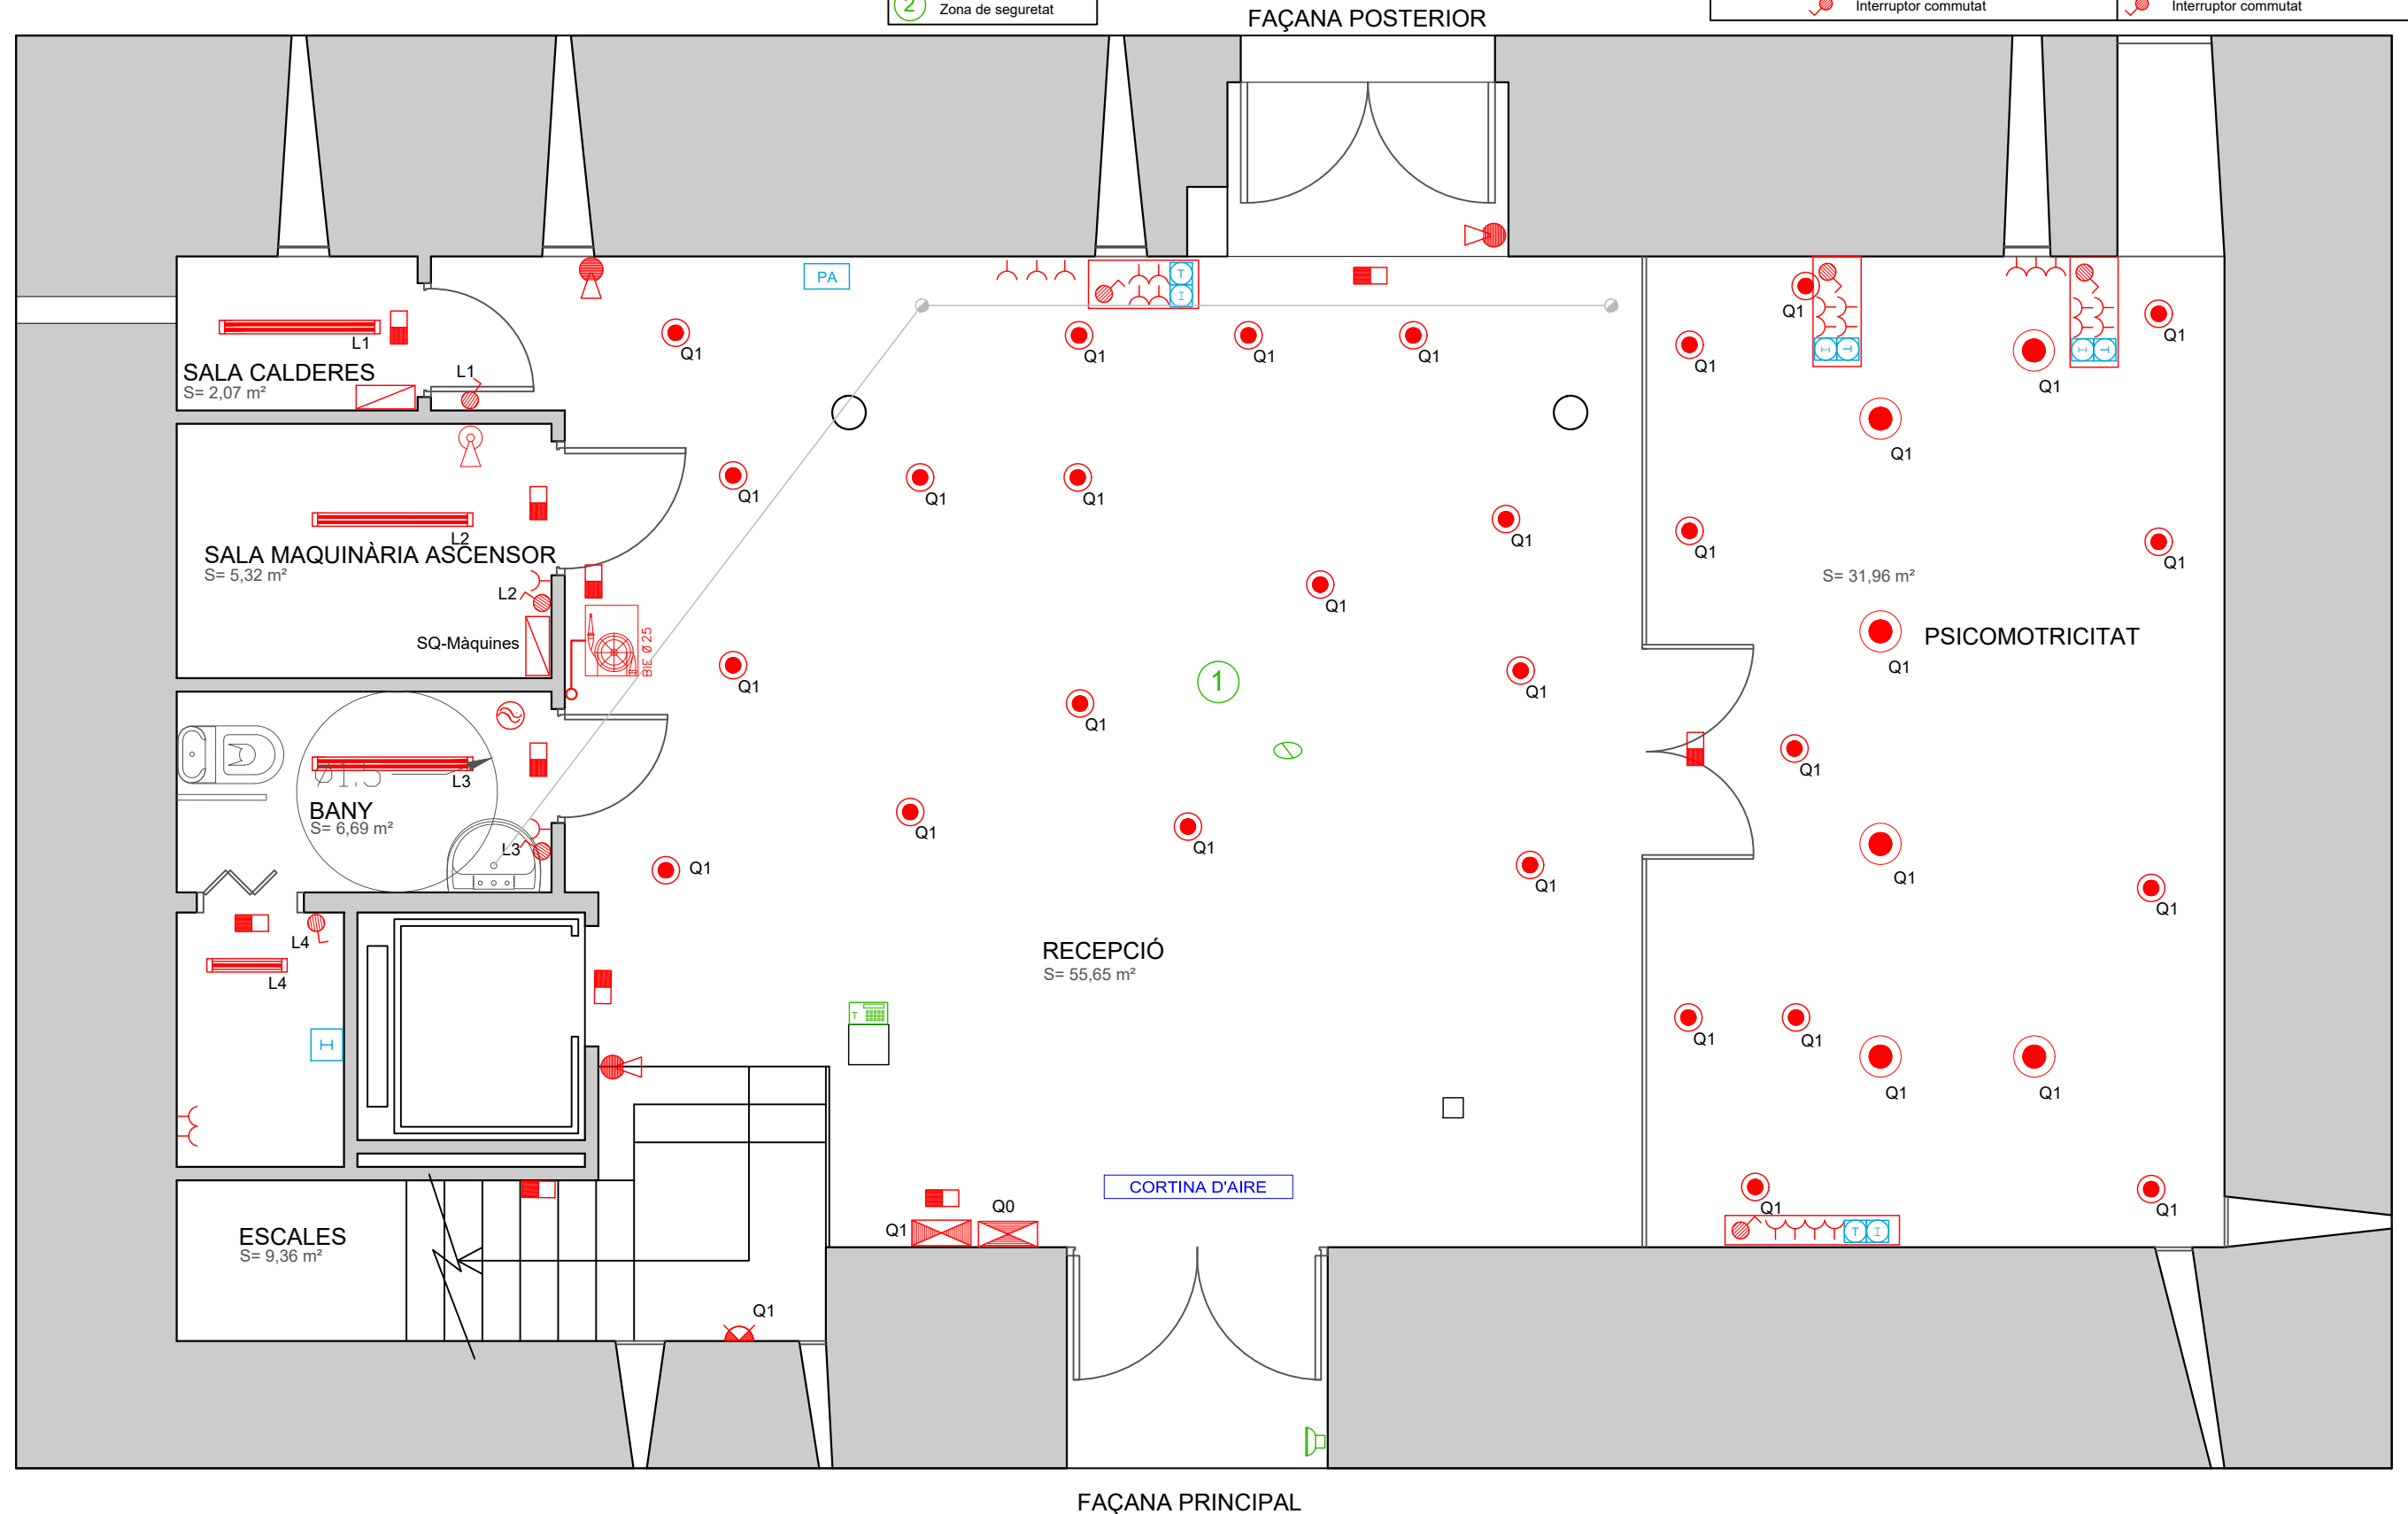 2
Zona de seguretat
FAÇANA POSTERIOR
Interruptor commutat
Interruptor commutat
PA
T
I
Q1
Q1
Q1
Q1
Q1
Q1
Q1
Q1
I
T
I
T
L1
SALA CALDERES
S= 2,07 m²
L1
Q1
Q1
Q1
Q1
Q1
Q1
Q1
Q1
L2
SALA MAQUINÀRIA ASCENSOR
S= 5,32 m²
L2
Q1
S= 31,96 m²
SQ-Màquines
BIE Ø25
PSICOMOTRICITAT
Q1
Q1
Q1
1
Q1
Q1
Ø1.5
L3
BANY
S= 6,69 m²
L3
Q1
Q1
Q1
Q1
Q1
Q1
L4
L4
RECEPCIÓ
S= 55,65 m²
T
I
Q1
Q1
Q1
Q1
CORTINA D'AIRE
Q1
Q0
Q1
Q1
T
I
ESCALES
S= 9,36 m²
Q1
FAÇANA PRINCIPAL